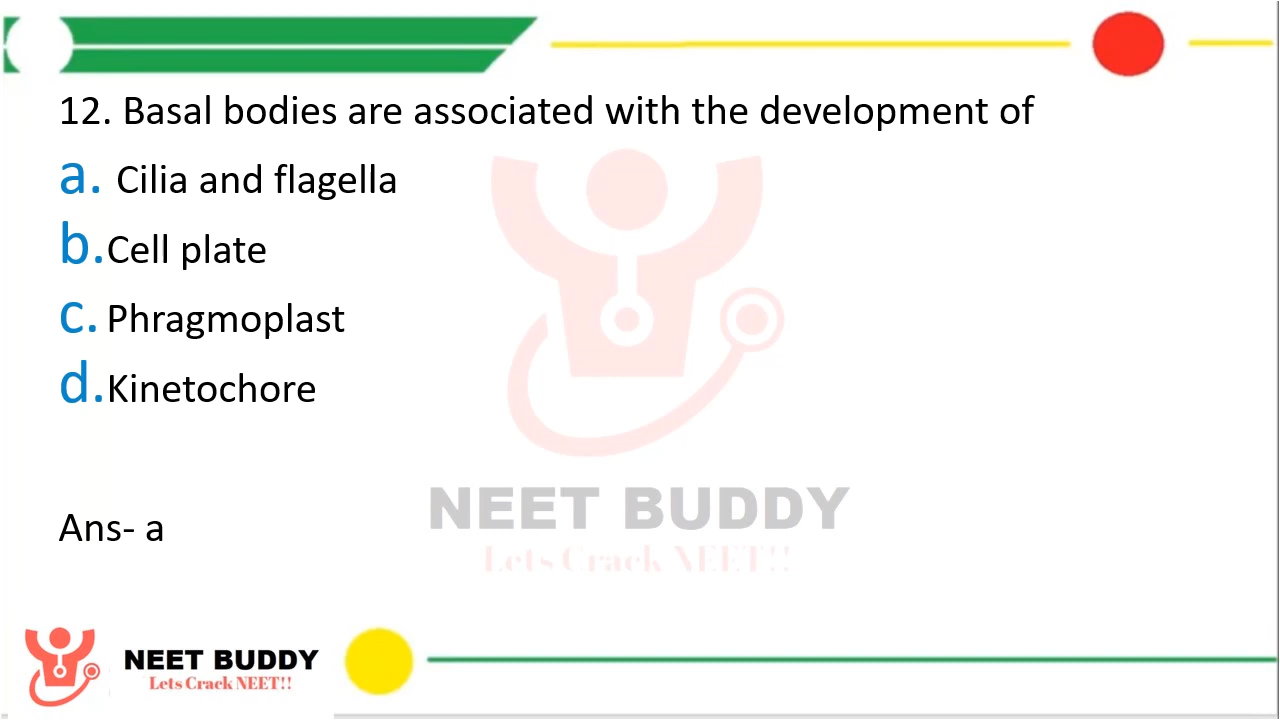 12. Basal bodies are associated with the development of
a. Cilia and flagella
b. Cell plate
c. Phragmoplast
d. Kinetochore
NEET BUDDY
Lets Crack NEET!!
Ans- a
NEET BUDDY
Lets Crack NEET!!